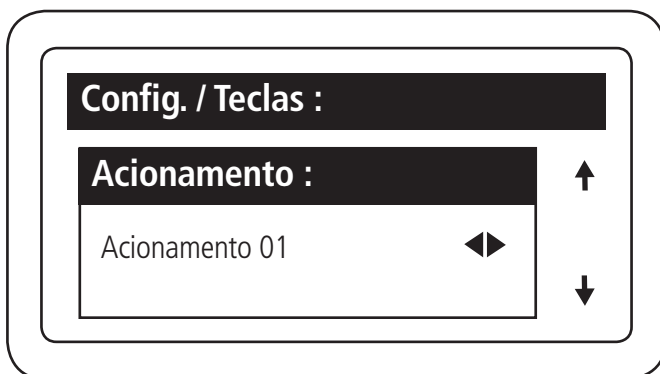 Config. / Teclas :
Acionamento :
Acionamento 01